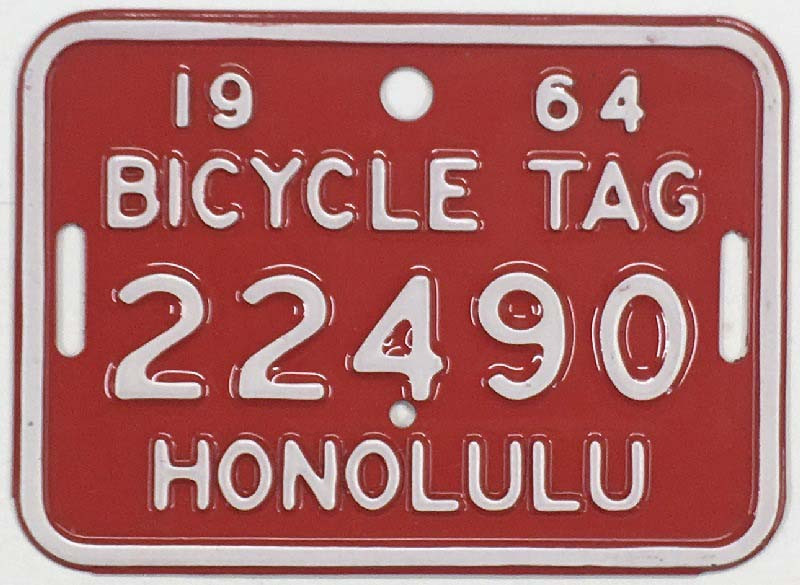 19 64
BICYCLE TAG
22490
HONOLULU